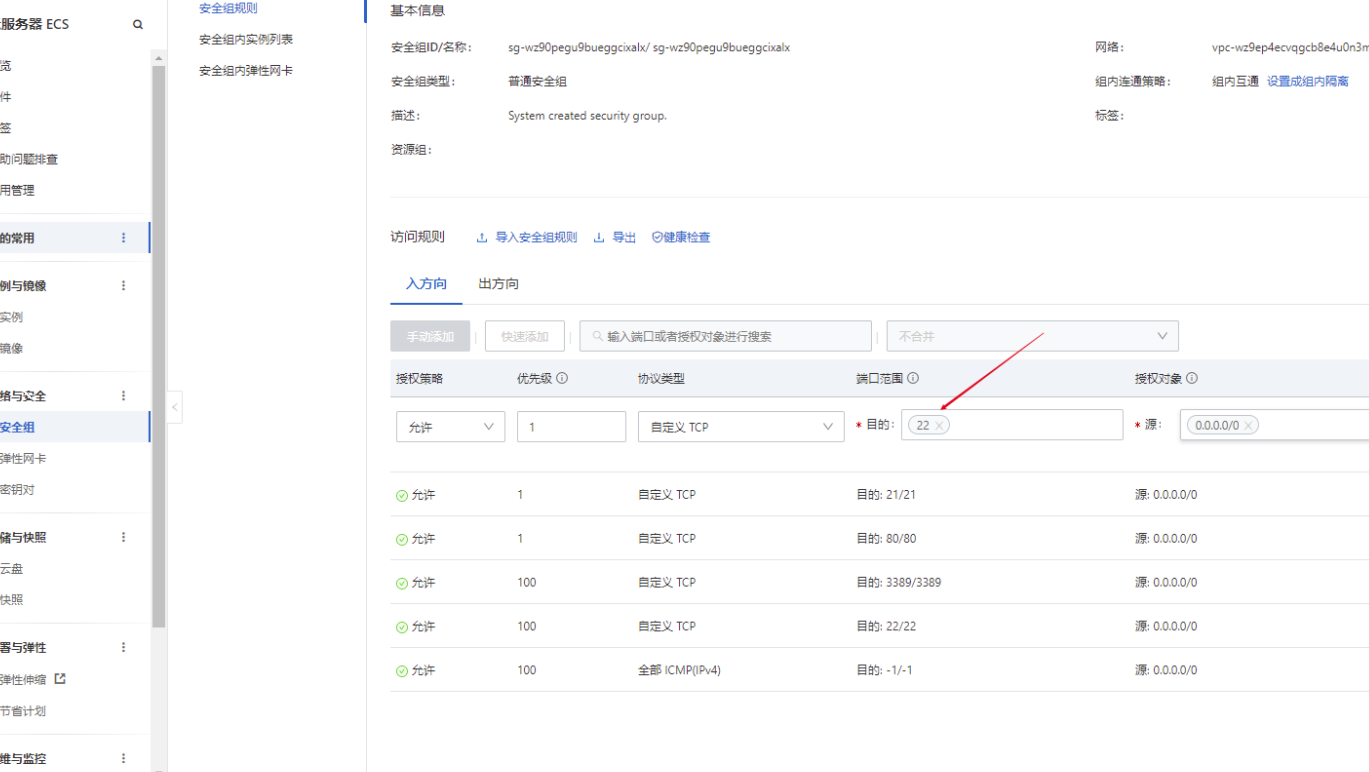 服务器 ECS
览
件
签
助问题排查
用管理
的常用
例与镜像
实例
镜像
络与安全
安全组
弹性网卡
密钥对
储与快照
云盘
快照
署与弹性
弹性伸缩
节省计划
维与监控
安全组规则
安全组内实例列表
安全组内弹性网卡
基本信息
安全组ID/名称: sg-wz90pegu9bueggcixalx/ sg-wz90pegu9bueggcixalx 网络: vpc-wz9ep4ecvqgcb8e4u0n3m
安全组类型: 普通安全组 组内连通策略: 组内互通 设置成组内隔离
描述: System created security group. 标签:
资源组:
访问规则 导入安全组规则 导出 健康检查
入方向 出方向
手动添加 快速添加 输入端口或者授权对象进行搜索 不合并
授权策略 优先级 协议类型 端口范围 授权对象
允许 1 自定义 TCP * 目的: 22 × * 源: 0.0.0.0/0 ×
允许 1 自定义 TCP 目的: 21/21 源: 0.0.0.0/0
允许 1 自定义 TCP 目的: 80/80 源: 0.0.0.0/0
允许 100 自定义 TCP 目的: 3389/3389 源: 0.0.0.0/0
允许 100 自定义 TCP 目的: 22/22 源: 0.0.0.0/0
允许 100 全部 ICMP(IPv4) 目的: -1/-1 源: 0.0.0.0/0